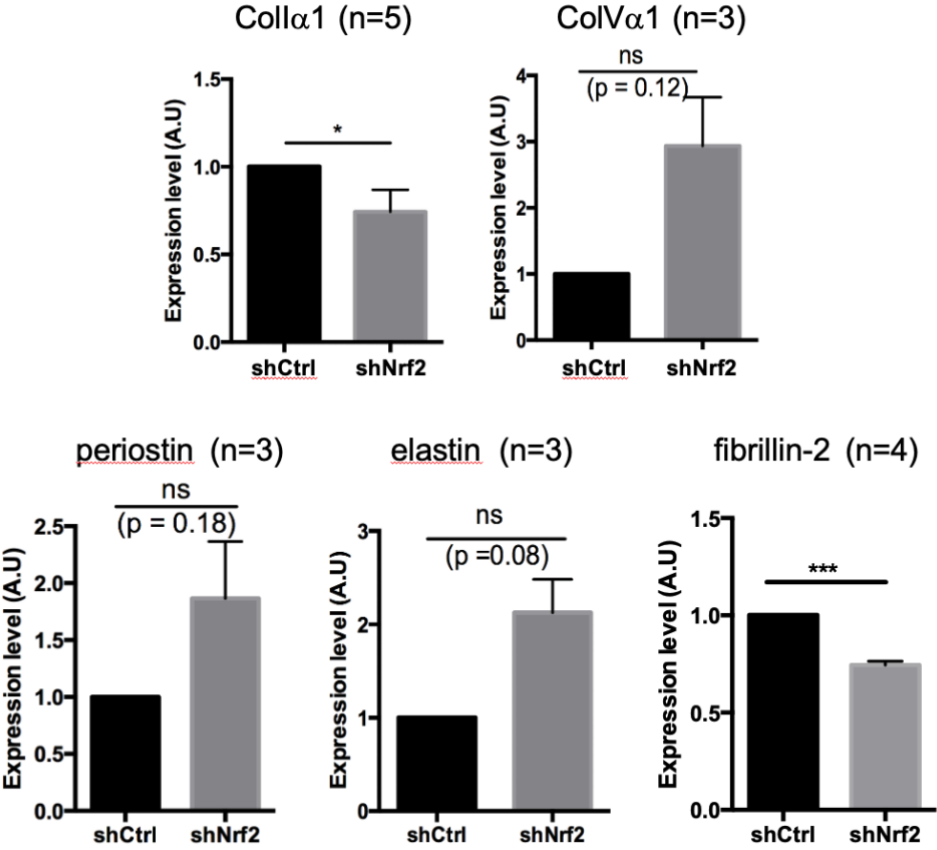 ColIα1 (n=5)
*
Expression level (A.U)
1.5
1.0
0.5
0.0
shCtrl shNrf2
ColVα1 (n=3)
ns
(p = 0.12)
Expression level (A.U)
4
3
2
1
0
shCtrl shNrf2
periostin (n=3)
ns
(p = 0.18)
Expression level (A.U)
2.5
2.0
1.5
1.0
0.5
0.0
shCtrl shNrf2
elastin (n=3)
ns
(p =0.08)
Expression level (A.U)
3
2
1
0
shCtrl shNrf2
fibrillin-2 (n=4)
***
Expression level (A.U)
1.5
1.0
0.5
0.0
shCtrl shNrf2